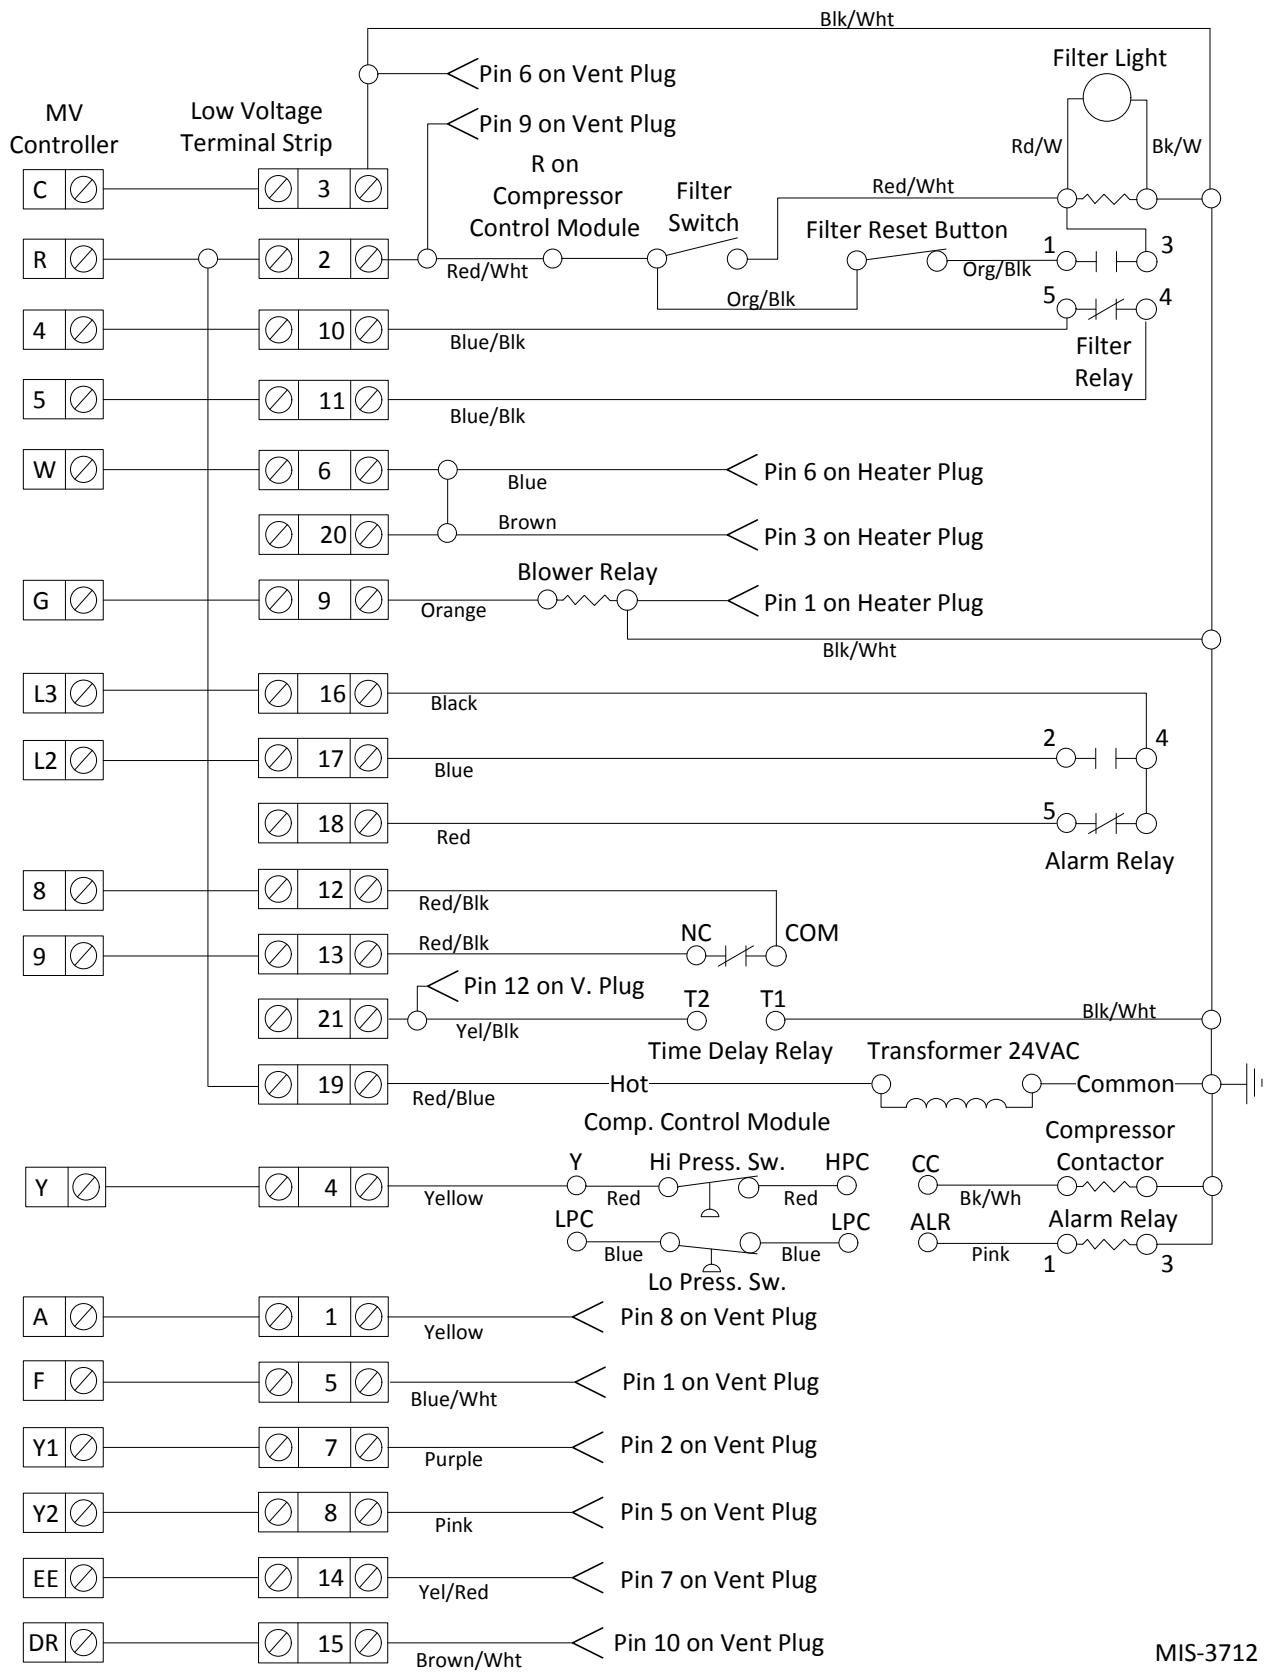 Blk/Wht
Pin 6 on Vent Plug
Filter Light
MV
Controller
Low Voltage
Terminal Strip
Pin 9 on Vent Plug
Rd/W
Bk/W
C
3
R on
Compressor
Control Module
Filter
Switch
Red/Wht
Filter Reset Button
1
3
R
2
Red/Wht
Org/Blk
Org/Blk
5
4
4
10
Blue/Blk
Filter
Relay
5
11
Blue/Blk
W
6
Blue
Pin 6 on Heater Plug
20
Brown
Pin 3 on Heater Plug
Blower Relay
G
9
Orange
Pin 1 on Heater Plug
Blk/Wht
L3
16
Black
2
4
L2
17
Blue
18
Red
5
Alarm Relay
8
12
Red/Blk
9
13
Red/Blk
NC
COM
Pin 12 on V. Plug
21
Yel/Blk
T2
T1
Blk/Wht
Time Delay Relay
Transformer 24VAC
19
Red/Blue
Hot
Common
Comp. Control Module
Compressor
Contactor
Y
4
Yellow
Y
Red
Hi Press. Sw.
Red
HPC
CC
Bk/Wh
LPC
Blue
Blue
LPC
ALR
Pink
Alarm Relay
1
3
Lo Press. Sw.
A
1
Yellow
Pin 8 on Vent Plug
F
5
Blue/Wht
Pin 1 on Vent Plug
Y1
7
Purple
Pin 2 on Vent Plug
Y2
8
Pink
Pin 5 on Vent Plug
EE
14
Yel/Red
Pin 7 on Vent Plug
DR
15
Brown/Wht
Pin 10 on Vent Plug
MIS-3712